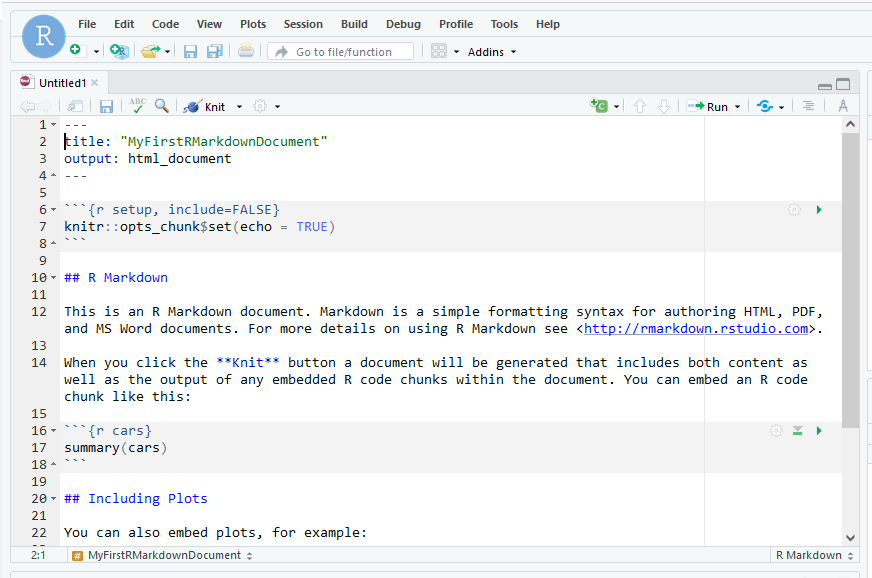 R
File Edit Code View Plots Session Build Debug Profile Tools Help
Go to file/function
Addins
Untitled1
ABC
Knit
C
Run
1 ---
2 title: "MyFirstRMarkdownDocument"
3 output: html_document
4 ---
5
6 ```{r setup, include=FALSE}
7 knitr::opts_chunk$set(echo = TRUE)
8 ```
9
10 ## R Markdown
11
12 This is an R Markdown document. Markdown is a simple formatting syntax for authoring HTML, PDF,
and MS Word documents. For more details on using R Markdown see <http://rmarkdown.rstudio.com>.
13
14 When you click the **Knit** button a document will be generated that includes both content as
well as the output of any embedded R code chunks within the document. You can embed an R code
chunk like this:
15
16 ```{r cars}
17 summary(cars)
18 ```
19
20 ## Including Plots
21
22 You can also embed plots, for example:
2:1 # MyFirstRMarkdownDocument R Markdown